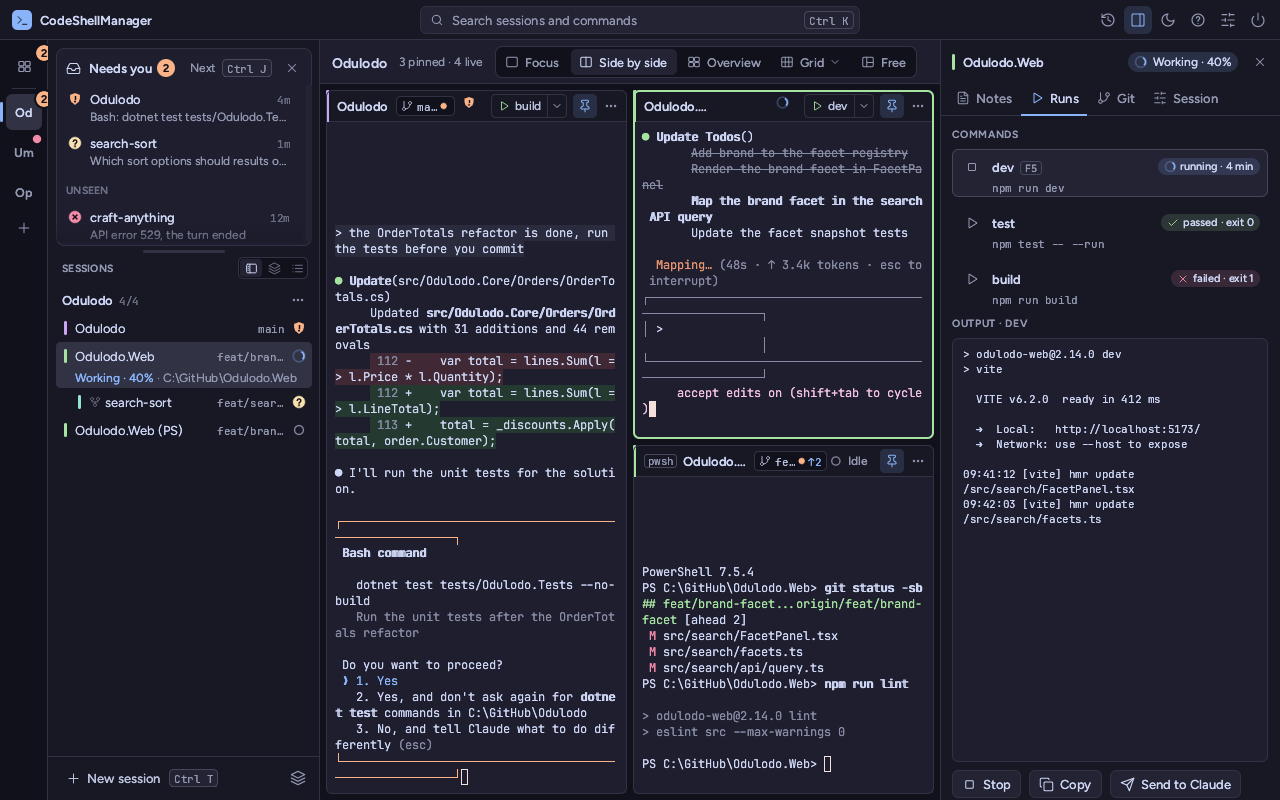 CodeShellManager
Search sessions and commands
Ctrl K
2
Od
2
Um
Op
Needs you 2 Next Ctrl J
Odulodo 4m
Bash: dotnet test tests/Odulodo.Te…
search-sort 1m
Which sort options should results o…
UNSEEN
craft-anything 12m
API error 529, the turn ended
SESSIONS
Odulodo 4/4
Odulodo main
Odulodo.Web feat/bran…
Working · 40% · C:\GitHub\Odulodo.Web
search-sort feat/sear…
Odulodo.Web (PS) feat/bran…
New session Ctrl T
Odulodo 3 pinned · 4 live
Focus
Side by side
Overview
Grid
Free
Odulodo ma… build
> the OrderTotals refactor is done, run
the tests before you commit
● Update(src/Odulodo.Core/Orders/OrderTo
tals.cs)
Updated src/Odulodo.Core/Orders/Ord
erTotals.cs with 31 additions and 44 rem
ovals
112 - var total = lines.Sum(l =
> l.Price * l.Quantity);
112 + var total = lines.Sum(l =
> l.LineTotal);
113 + total = _discounts.Apply(
total, order.Customer);
● I'll run the unit tests for the soluti
on.
Bash command
dotnet test tests/Odulodo.Tests --no-
build
Run the unit tests after the OrderTot
als refactor
Do you want to proceed?
❯ 1. Yes
2. Yes, and don't ask again for dotne
t test commands in C:\GitHub\Odulodo
3. No, and tell Claude what to do dif
ferently (esc)
Odulodo.… dev
● Update Todos()
Add brand to the facet registry
Render the brand facet in FacetPa
nel
Map the brand facet in the search
API query
Update the facet snapshot tests
Mapping… (48s · ↑ 3.4k tokens · esc to
interrupt)
>
accept edits on (shift+tab to cycle
)
pwsh Odulodo.… fe… ↑2 Idle
PowerShell 7.5.4
PS C:\GitHub\Odulodo.Web> git status -sb
## feat/brand-facet...origin/feat/brand-
facet [ahead 2]
M src/search/FacetPanel.tsx
M src/search/facets.ts
M src/search/api/query.ts
PS C:\GitHub\Odulodo.Web> npm run lint
> odulodo-web@2.14.0 lint
> eslint src --max-warnings 0
PS C:\GitHub\Odulodo.Web>
Odulodo.Web Working · 40%
Notes
Runs
Git
Session
COMMANDS
dev F5 running · 4 min
npm run dev
test passed · exit 0
npm test -- --run
build failed · exit 1
npm run build
OUTPUT · DEV
> odulodo-web@2.14.0 dev
> vite
VITE v6.2.0 ready in 412 ms
➜ Local: http://localhost:5173/
➜ Network: use --host to expose
09:41:12 [vite] hmr update
/src/search/FacetPanel.tsx
09:42:03 [vite] hmr update
/src/search/facets.ts
Stop
Copy
Send to Claude